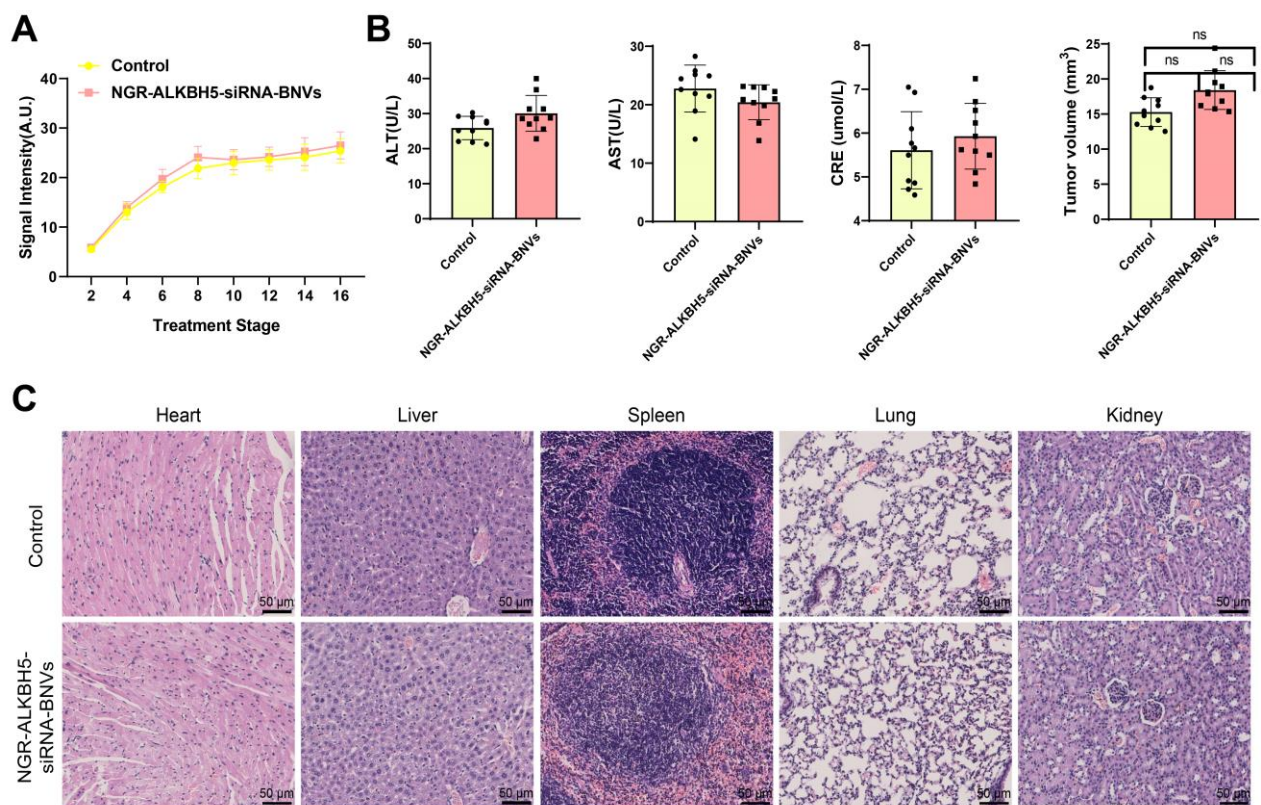 A
Control
NGR-ALKBH5-siRNA-BNVs
Signal Intensity(A.U.)
40
30
20
10
0
2 4 6 8 10 12 14 16
Treatment Stage
B
ALT(U/L)
50
40
30
20
10
0
Control
NGR-ALKBH5-siRNA-BNVs
AST(U/L)
30
20
10
0
Control
NGR-ALKBH5-siRNA-BNVs
CRE (umol/L)
7
6
5
4
Control
NGR-ALKBH5-siRNA-BNVs
Tumor volume (mm³)
25
20
15
10
5
0
ns
ns ns
Control
NGR-ALKBH5-siRNA-BNVs
C
Heart Liver Spleen Lung Kidney
Control
50 µm 50 µm 50 µm 50 µm 50 µm
NGR-ALKBH5-
siRNA-BNVs
50 µm 50 µm 50 µm 50 µm 50 µm